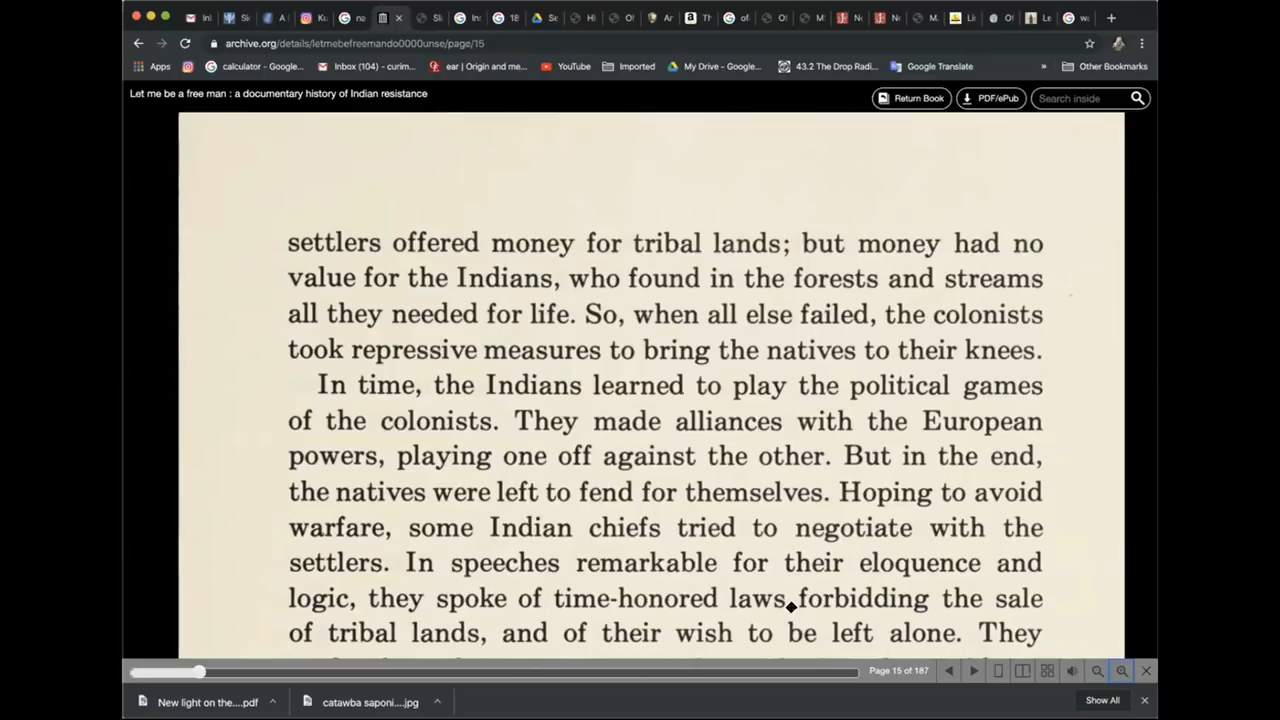 archive.org/details/letmebefreemando0000unse/page/15
Apps
calculator - Google...
Inbox (104) - curim...
ear | Origin and me...
YouTube
Imported
My Drive - Google...
43.2 The Drop Radi...
Google Translate
»
Other Bookmarks
Let me be a free man : a documentary history of Indian resistance
Return Book
PDF/ePub
Search inside
settlers offered money for tribal lands; but money had no
value for the Indians, who found in the forests and streams
all they needed for life. So, when all else failed, the colonists
took repressive measures to bring the natives to their knees.
In time, the Indians learned to play the political games
of the colonists. They made alliances with the European
powers, playing one off against the other. But in the end,
the natives were left to fend for themselves. Hoping to avoid
warfare, some Indian chiefs tried to negotiate with the
settlers. In speeches remarkable for their eloquence and
logic, they spoke of time-honored laws forbidding the sale
of tribal lands, and of their wish to be left alone. They
Page 15 of 187
New light on the....pdf
catawba saponi....jpg
Show All